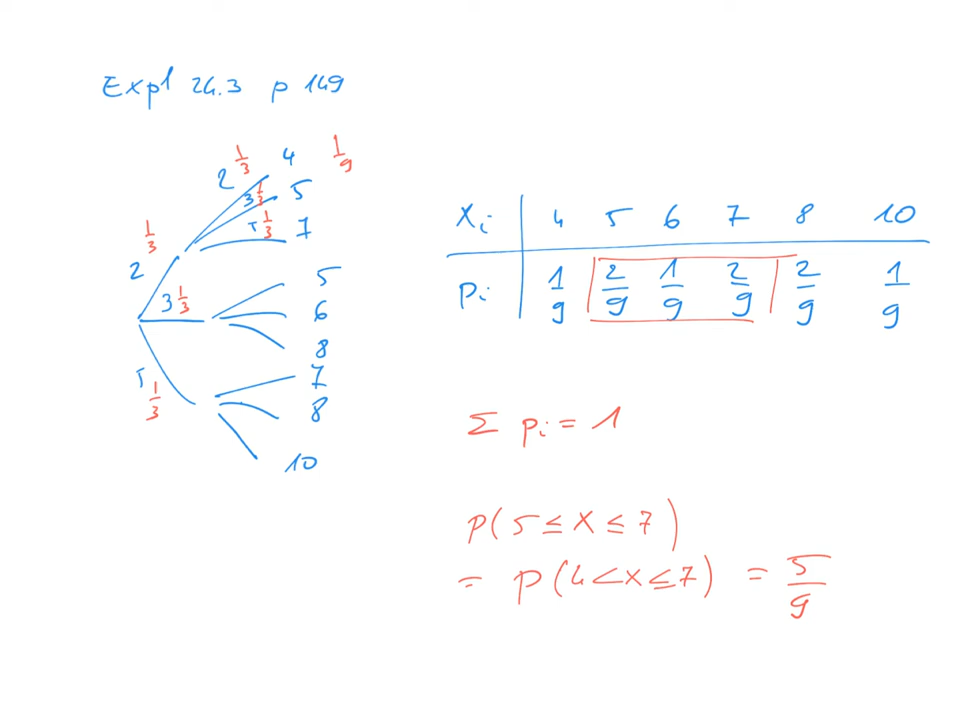 Expl 24.3 p 149
2 1/3 4 1/9
3 1/3 5
5 1/3 7
1/3
2
3 1/3
5
6
8
5 1/3
7
8
10
xi 4 5 6 7 8 10
pi 1/9 2/9 1/9 2/9 2/9 1/9
Σ pi = 1
p(5 ≤ X ≤ 7)
= p(4 < X ≤ 7) = 5/9